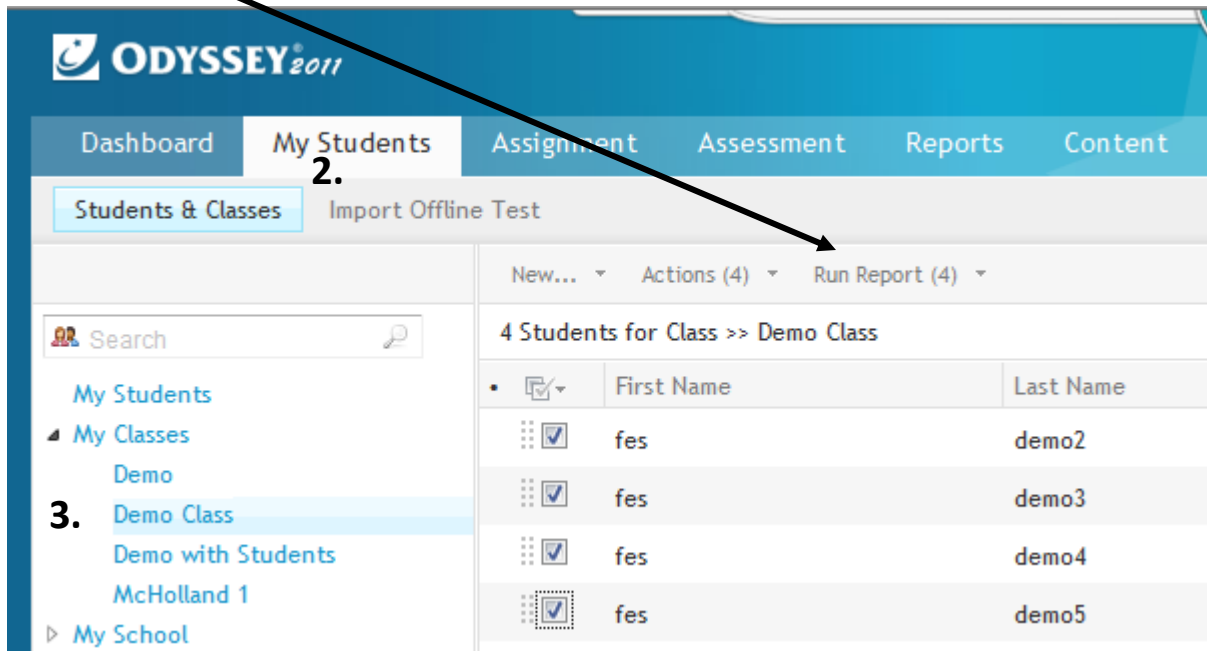 ODYSSEY® 2011
Dashboard My Students Assignment Assessment Reports Content
2.
Students & Classes Import Offline Test
New... Actions (4) Run Report (4)
Search
4 Students for Class >> Demo Class
My Students
First Name Last Name
My Classes
fes demo2
Demo
3. Demo Class
fes demo3
Demo with Students
fes demo4
McHolland 1
fes demo5
My School